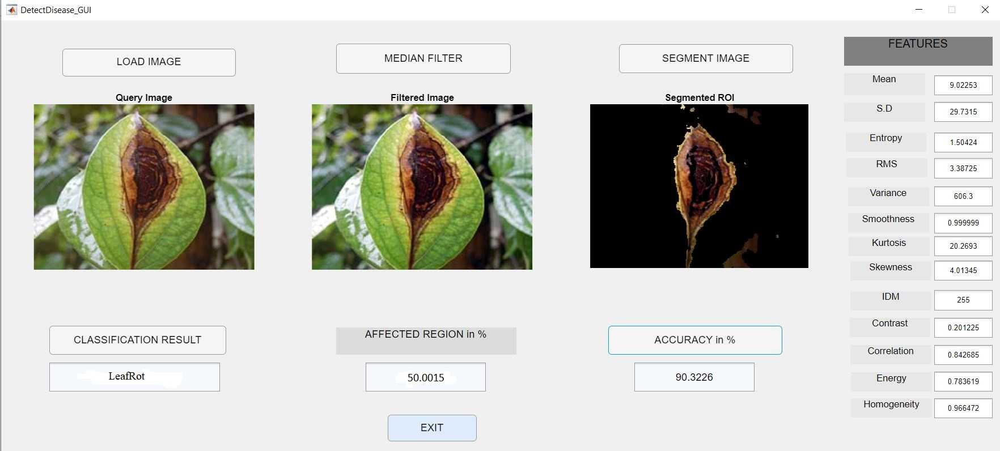 DetectDisease_GUI
LOAD IMAGE
MEDIAN FILTER
SEGMENT IMAGE
Query Image
Filtered Image
Segmented ROI
CLASSIFICATION RESULT
AFFECTED REGION in %
ACCURACY in %
LeafRot
50.0015
90.3226
EXIT
FEATURES
Mean 9.02253
S.D 29.7315
Entropy 1.50424
RMS 3.38725
Variance 606.3
Smoothness 0.999999
Kurtosis 20.2693
Skewness 4.01345
IDM 255
Contrast 0.201225
Correlation 0.842685
Energy 0.783619
Homogeneity 0.966472